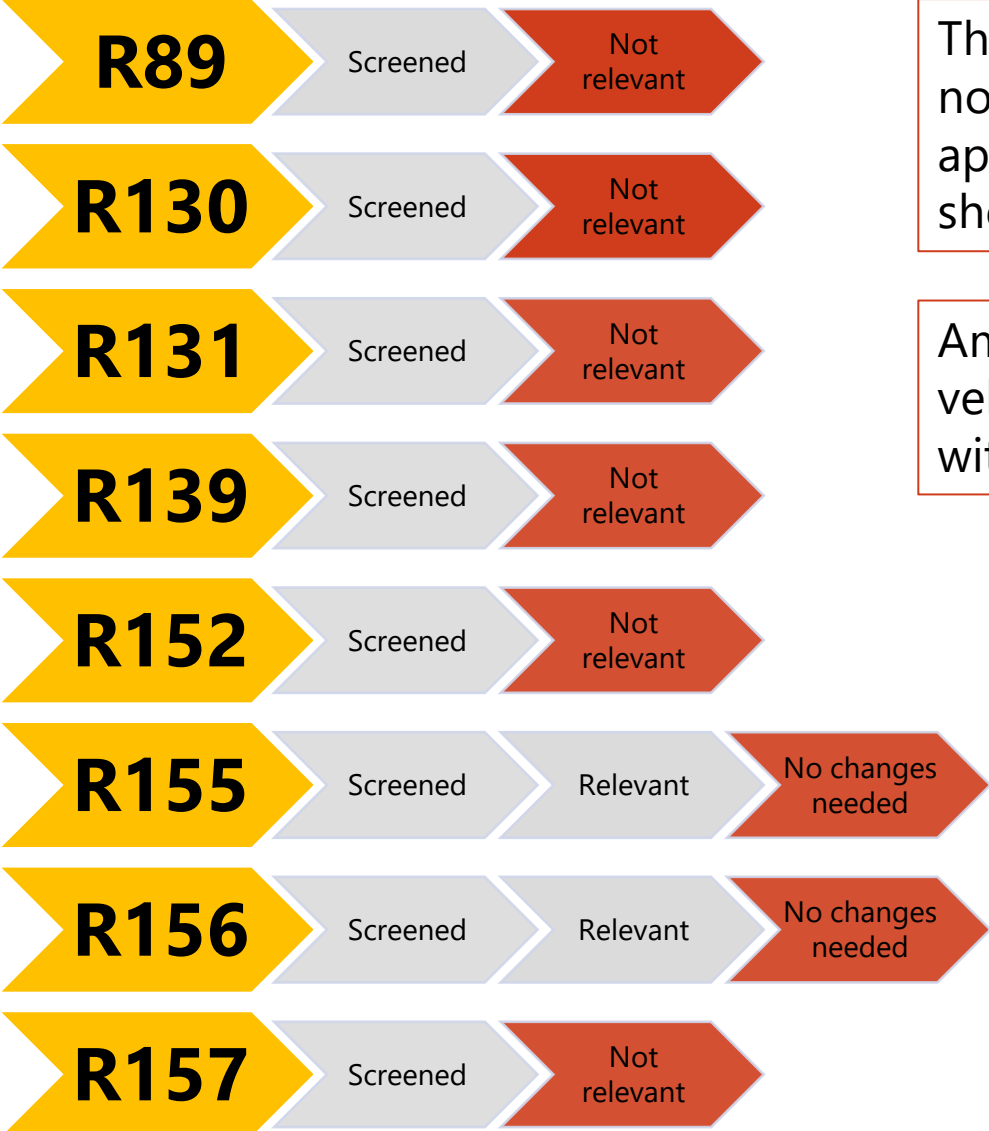 R89
Screened
Not
relevant
R130
Screened
Not
relevant
R131
Screened
Not
relevant
R139
Screened
Not
relevant
R152
Screened
Not
relevant
R155
Screened
Relevant
No changes
needed
R156
Screened
Relevant
No changes
needed
R157
Screened
Not
relevant